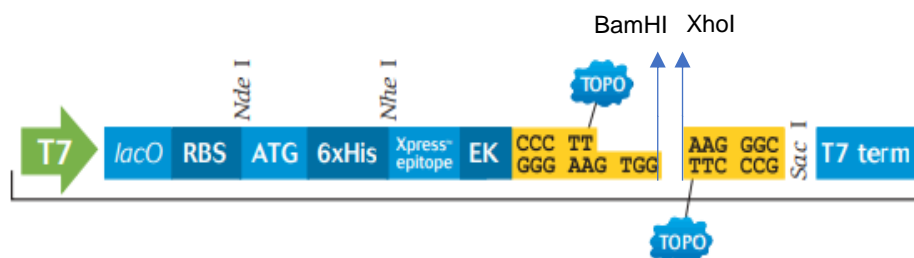 BamHI XhoI
Nde I
Nhe I
TOPO
T7
lacO
RBS
ATG
6xHis
Xpress™
epitope
EK
CCC TT
GGG AAG TGG
AAG GGC
TTC CCG
Sac I
T7 term
TOPO